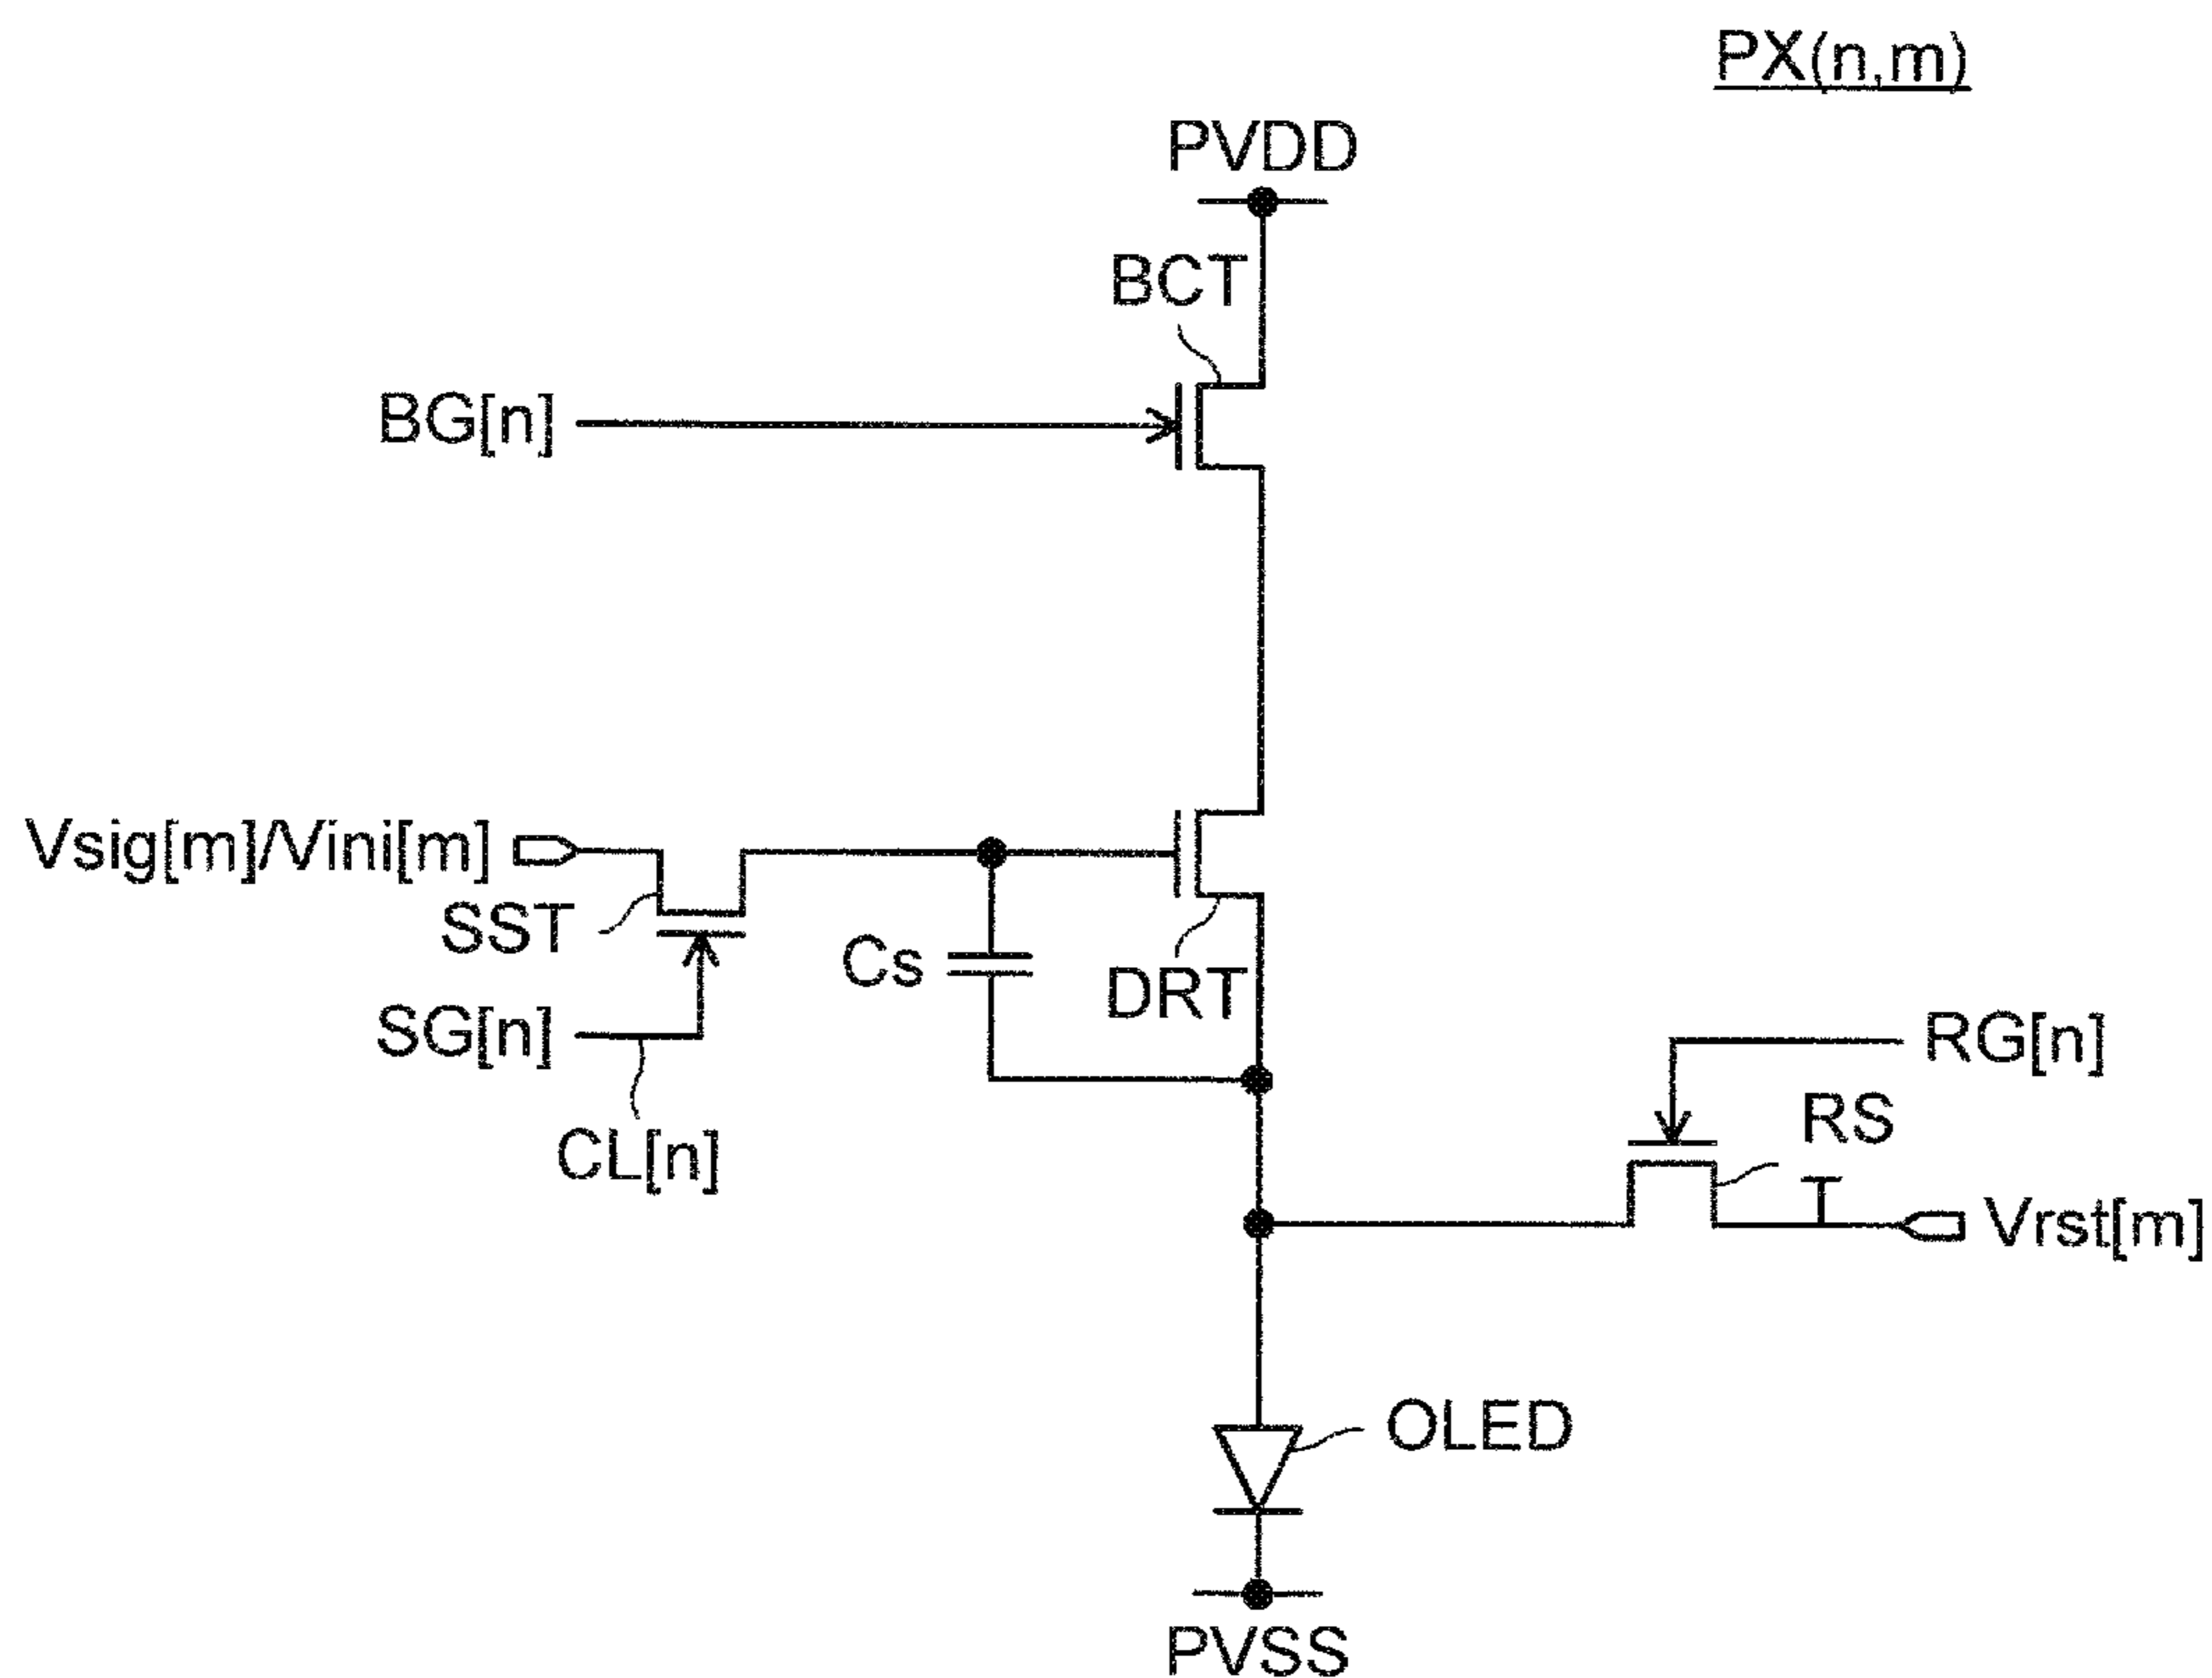 PX(n,m)
PVDD
BCT
BG[n]
Vsig[m]/Vini[m]
SST
Cs
DRT
SG[n]
RG[n]
RS
T
CL[n]
Vrst[m]
OLED
PVSS